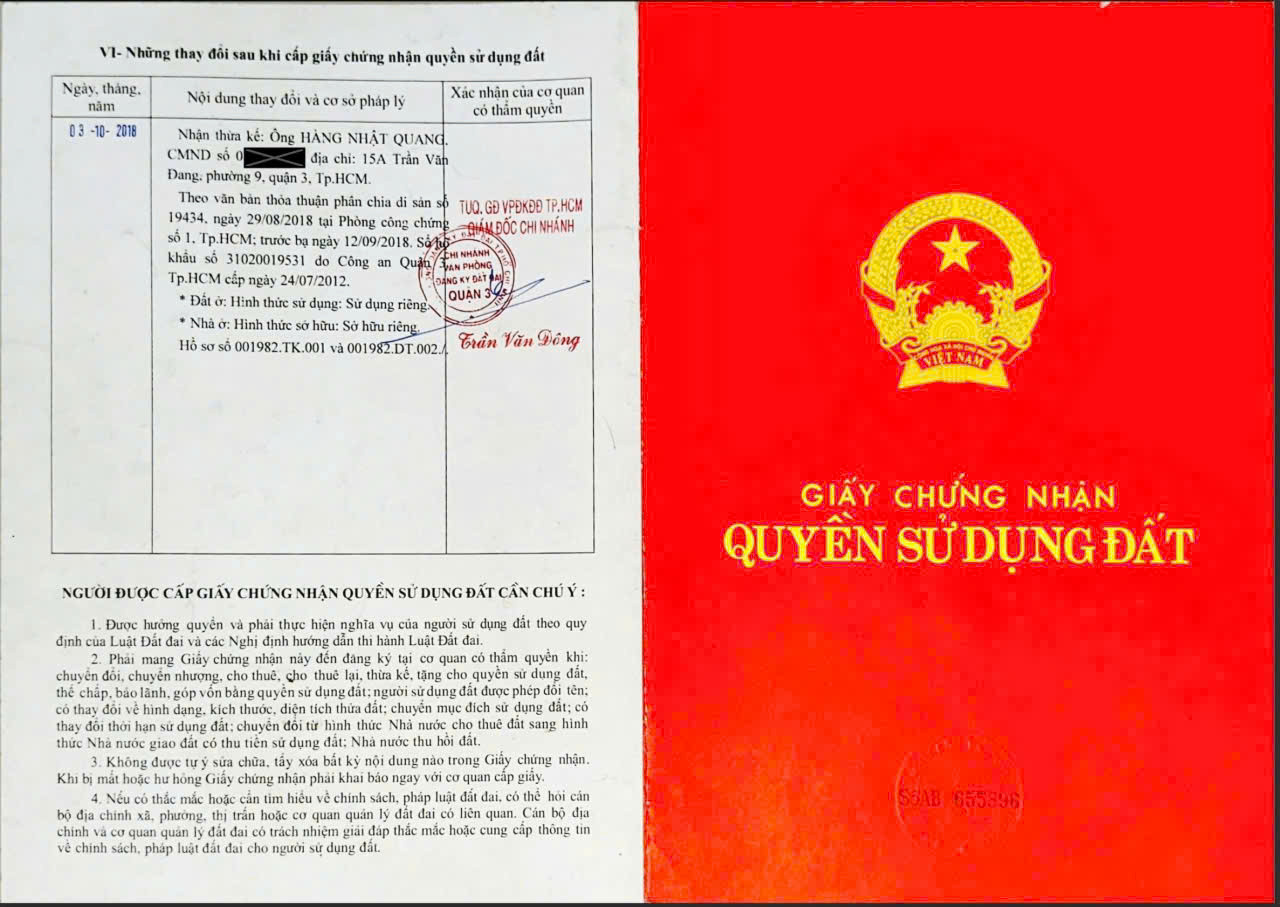 VI- Những thay đổi sau khi cấp giấy chứng nhận quyền sử dụng đất
Ngày, tháng,
năm
Nội dung thay đổi và cơ sở pháp lý
Xác nhận của cơ quan
có thẩm quyền
03 -10- 2018
Nhận thừa kế: Ông HÀNG NHẬT QUANG.
CMND số 0 địa chỉ: 15A Trần Văn
Đang, phường 9, quận 3, Tp.HCM.
Theo văn bản thỏa thuận phân chia di sản số
19434, ngày 29/08/2018 tại Phòng công chứng
số 1, Tp.HCM; trước bạ ngày 12/09/2018. Số hộ
khẩu số 31020019531 do Công an Quận 3,
Tp.HCM cấp ngày 24/07/2012.
* Đất ở: Hình thức sử dụng: Sử dụng riêng.
* Nhà ở: Hình thức sở hữu: Sở hữu riêng.
Hồ sơ số 001982.TK.001 và 001982.DT.002./.
TUQ. GĐ VPĐKĐĐ TP.HCM
GIÁM ĐỐC CHI NHÁNH
CHI NHÁNH
VĂN PHÒNG
ĐĂNG KÝ ĐẤT ĐAI
QUẬN 3
Trần Văn Đông
NGƯỜI ĐƯỢC CẤP GIẤY CHỨNG NHẬN QUYỀN SỬ DỤNG ĐẤT CẦN CHÚ Ý :
1. Được hưởng quyền và phải thực hiện nghĩa vụ của người sử dụng đất theo quy
định của Luật Đất đai và các Nghị định hướng dẫn thi hành Luật Đất đai.
2. Phải mang Giấy chứng nhận này đến đăng ký tại cơ quan có thẩm quyền khi:
chuyển đổi, chuyển nhượng, cho thuê, cho thuê lại, thừa kế, tặng cho quyền sử dụng đất,
thế chấp, bảo lãnh, góp vốn bằng quyền sử dụng đất; người sử dụng đất được phép đổi tên;
có thay đổi về hình dạng, kích thước, diện tích thửa đất; chuyển mục đích sử dụng đất; có
thay đổi thời hạn sử dụng đất; chuyển đổi từ hình thức Nhà nước cho thuê đất sang hình
thức Nhà nước giao đất có thu tiền sử dụng đất; Nhà nước thu hồi đất.
3. Không được tự ý sửa chữa, tẩy xóa bất kỳ nội dung nào trong Giấy chứng nhận.
Khi bị mất hoặc hư hỏng Giấy chứng nhận phải khai báo ngay với cơ quan cấp giấy.
4. Nếu có thắc mắc hoặc cần tìm hiểu về chính sách, pháp luật đất đai, có thể hỏi cán
bộ địa chính xã, phường, thị trấn hoặc cơ quan quản lý đất đai có liên quan. Cán bộ địa
chính và cơ quan quản lý đất đai có trách nhiệm giải đáp thắc mắc hoặc cung cấp thông tin
về chính sách, pháp luật đất đai cho người sử dụng đất.
CỘNG HÒA XÃ HỘI CHỦ NGHĨA
VIỆT NAM
GIẤY CHỨNG NHẬN
QUYỀN SỬ DỤNG ĐẤT
655896